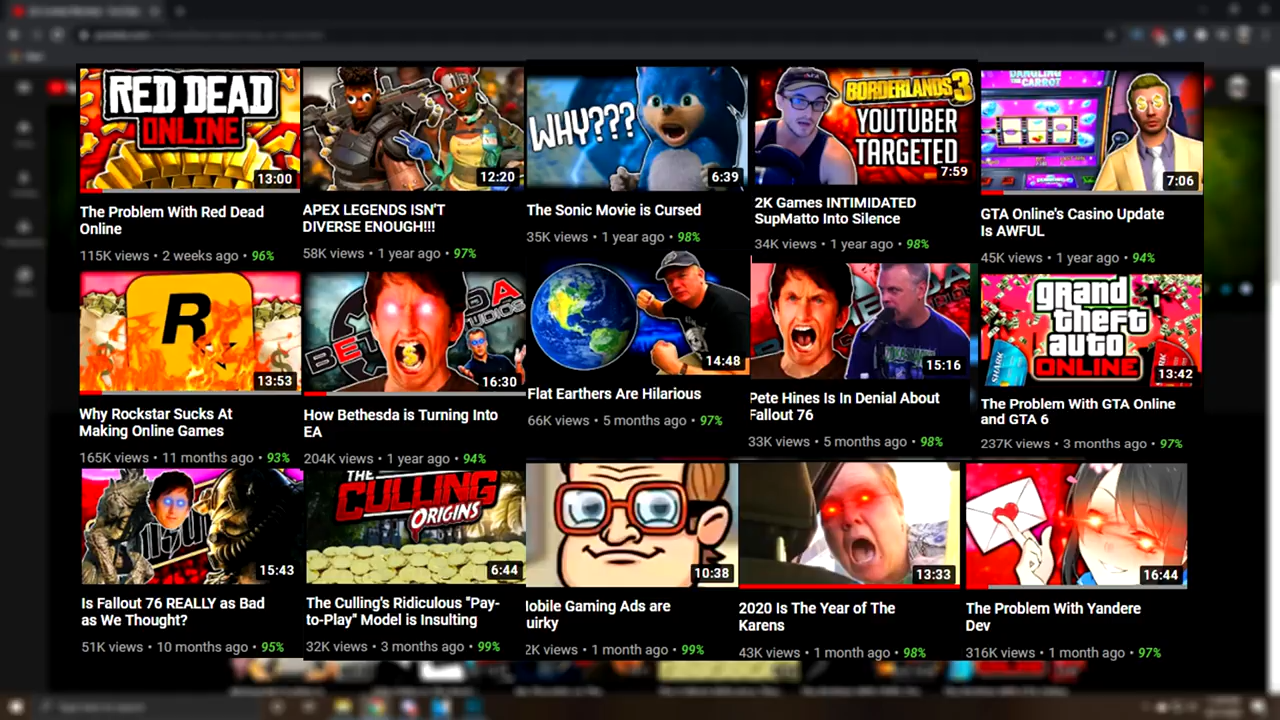 RED DEAD
ONLINE
13:00
The Problem With Red Dead
Online
115K views • 2 weeks ago • 96%
12:20
APEX LEGENDS ISN'T
DIVERSE ENOUGH!!!
58K views • 1 year ago • 97%
WHY???
6:39
The Sonic Movie is Cursed
35K views • 1 year ago • 98%
BORDERLANDS 3
YOUTUBER
TARGETED
7:59
2K Games INTIMIDATED
SupMatto Into Silence
34K views • 1 year ago • 98%
DANGLING
THE CARROT
7:06
GTA Online's Casino Update
Is AWFUL
45K views • 1 year ago • 94%
R
13:53
Why Rockstar Sucks At
Making Online Games
165K views • 11 months ago • 93%
16:30
How Bethesda is Turning Into
EA
204K views • 1 year ago • 94%
14:48
Flat Earthers Are Hilarious
66K views • 5 months ago • 97%
15:16
Pete Hines Is In Denial About
Fallout 76
33K views • 5 months ago • 98%
grand
theft
auto
ONLINE
SHARK
13:42
The Problem With GTA Online
and GTA 6
237K views • 3 months ago • 97%
15:43
Is Fallout 76 REALLY as Bad
as We Thought?
51K views • 10 months ago • 95%
THE
CULLING
ORIGINS
6:44
The Culling's Ridiculous "Pay-
to-Play" Model is Insulting
32K views • 3 months ago • 99%
10:38
obile Gaming Ads are
uirky
2K views • 1 month ago • 99%
13:33
2020 Is The Year of The
Karens
43K views • 1 month ago • 98%
16:44
The Problem With Yandere
Dev
316K views • 1 month ago • 97%